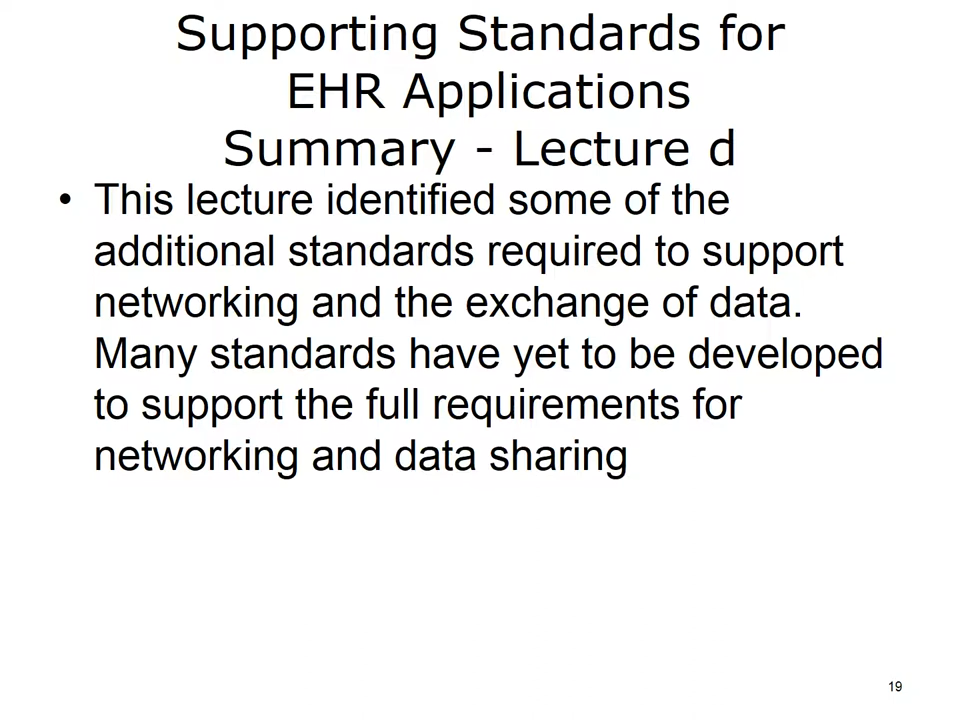 Supporting Standards for
EHR Applications
Summary - Lecture d
• This lecture identified some of the
additional standards required to support
networking and the exchange of data.
Many standards have yet to be developed
to support the full requirements for
networking and data sharing
19